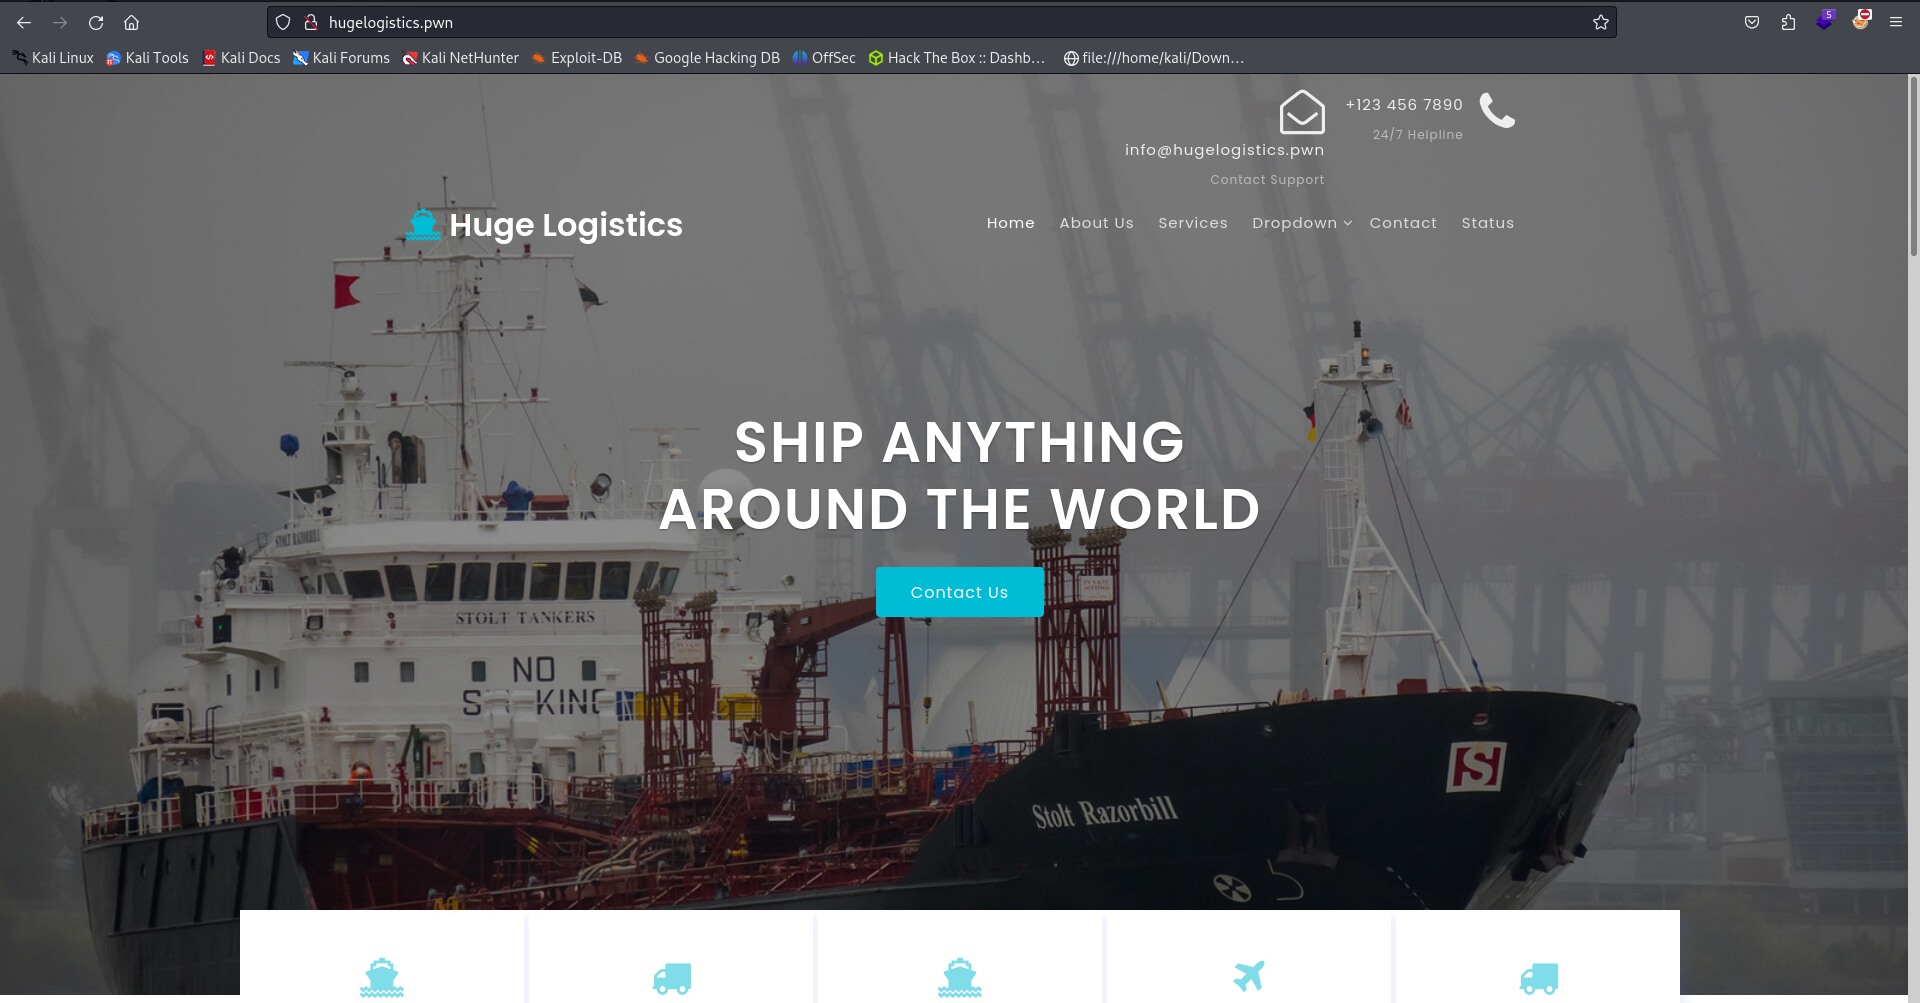 hugelogistics.pwn
5
Kali Linux Kali Tools Kali Docs Kali Forums Kali NetHunter Exploit-DB Google Hacking DB OffSec Hack The Box :: Dashb… file:///home/kali/Down…
+123 456 7890
24/7 Helpline
info@hugelogistics.pwn
Contact Support
Huge Logistics
Home About Us Services Dropdown Contact Status
SHIP ANYTHING
AROUND THE WORLD
Contact Us
STOLT RAZORBILL
STOLT TANKERS
NO
Stolt Razorbill